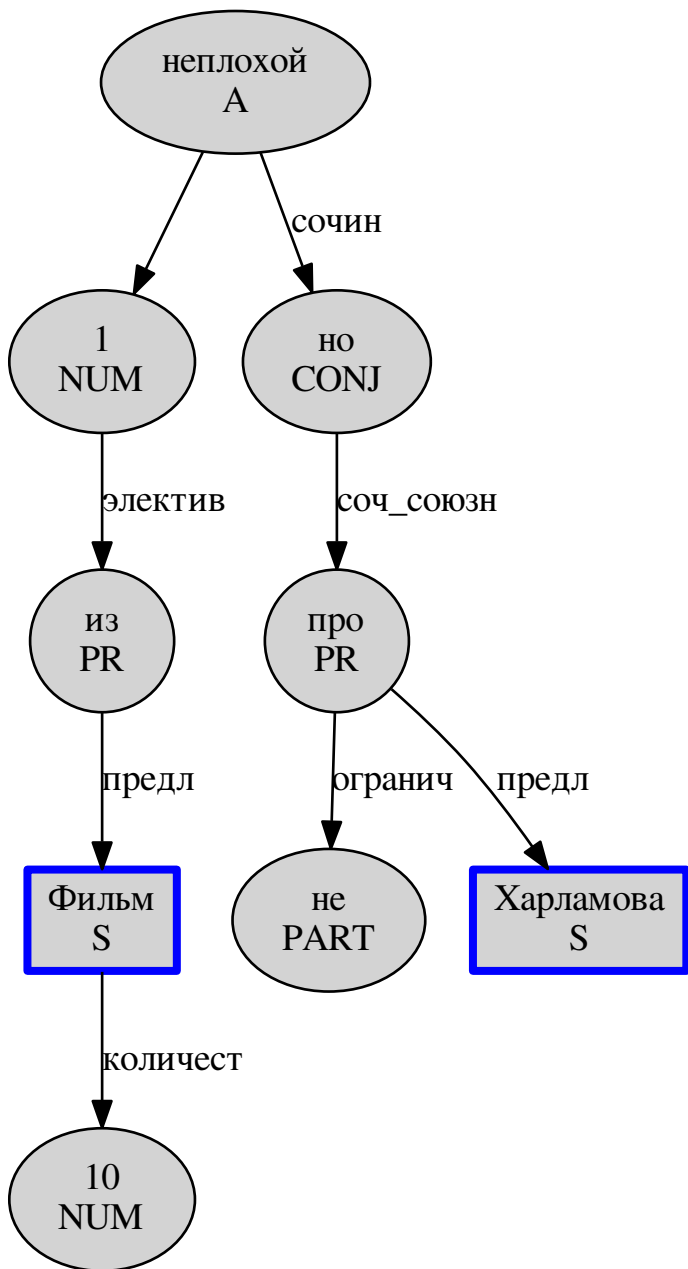 неплохой
A
сочин
1
NUM
но
CONJ
электив
соч_союзн
из
PR
про
PR
предл
огранич
предл
Фильм
S
не
PART
Харламова
S
количест
10
NUM